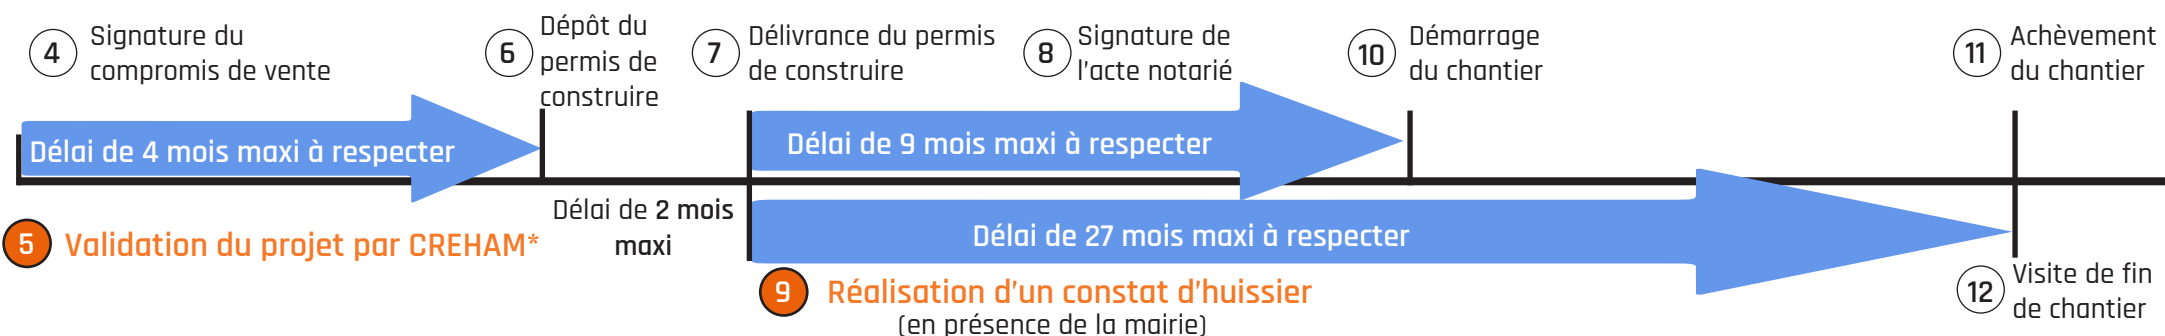 4
Signature du
compromis de vente
6
Dépôt du
permis de
construire
7
Délivrance du permis
de construire
8
Signature de
l'acte notarié
10
Démarrage
du chantier
11
Achèvement
du chantier
Délai de 4 mois maxi à respecter
Délai de 9 mois maxi à respecter
5
Validation du projet par CREHAM*
Délai de 2 mois
maxi
Délai de 27 mois maxi à respecter
9
Réalisation d'un constat d'huissier
(en présence de la mairie)
12
Visite de fin
de chantier